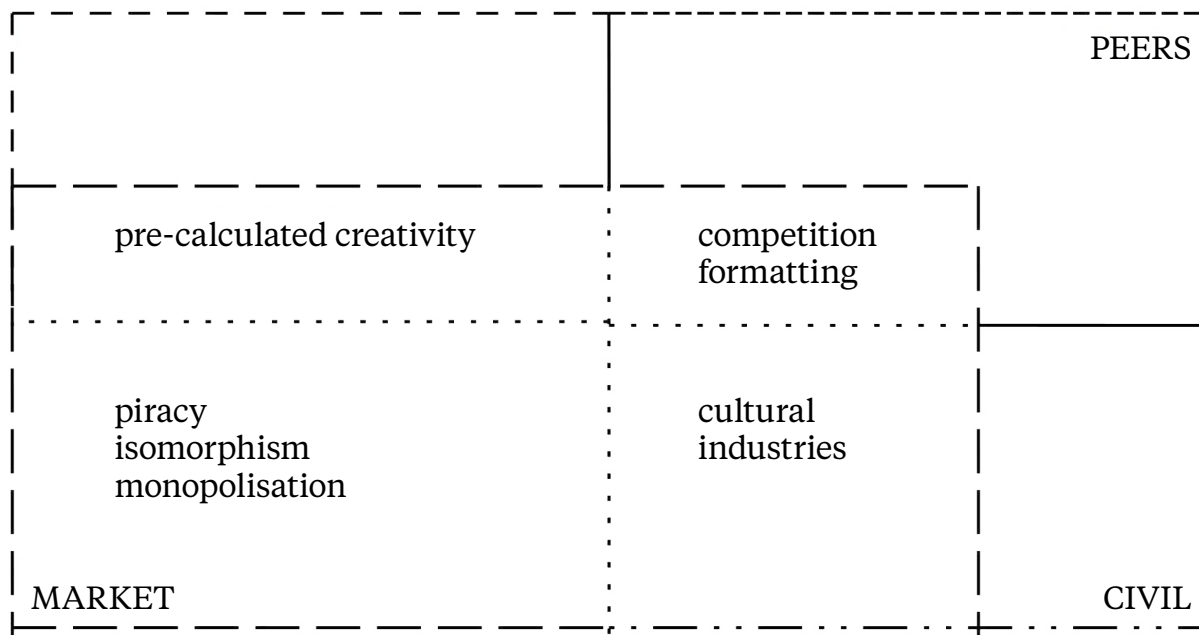 PEERS
pre-calculated creativity
competition
formatting
piracy
isomorphism
monopolisation
cultural
industries
MARKET
CIVIL